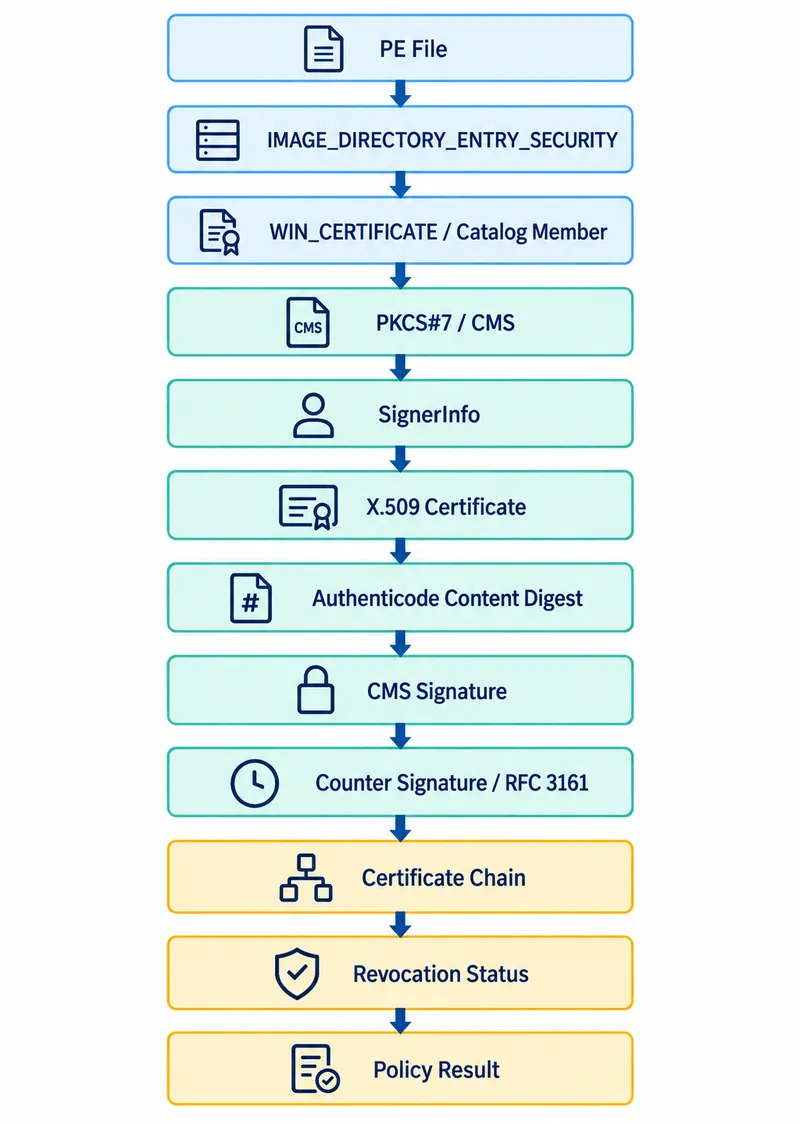 PE File
IMAGE_DIRECTORY_ENTRY_SECURITY
WIN_CERTIFICATE / Catalog Member
CMS
PKCS#7 / CMS
SignerInfo
X.509 Certificate
#
Authenticode Content Digest
CMS Signature
Counter Signature / RFC 3161
Certificate Chain
Revocation Status
Policy Result